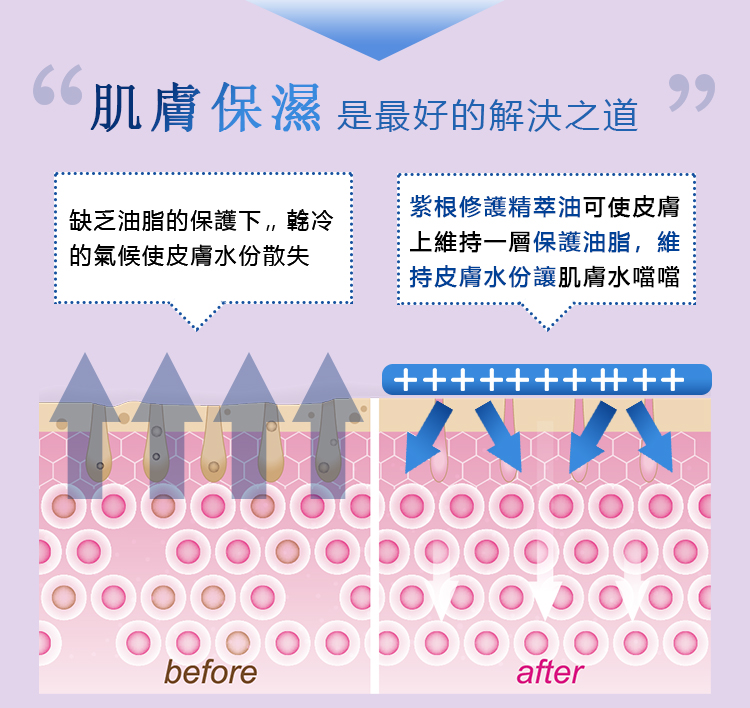 “肌膚保濕是最好的解決之道”
缺乏油脂的保護下,, 乾冷
的氣候使皮膚水份散失
紫根修護精萃油可使皮膚
上維持一層保護油脂，維
持皮膚水份讓肌膚水噹噹
+++++++++++
before
after